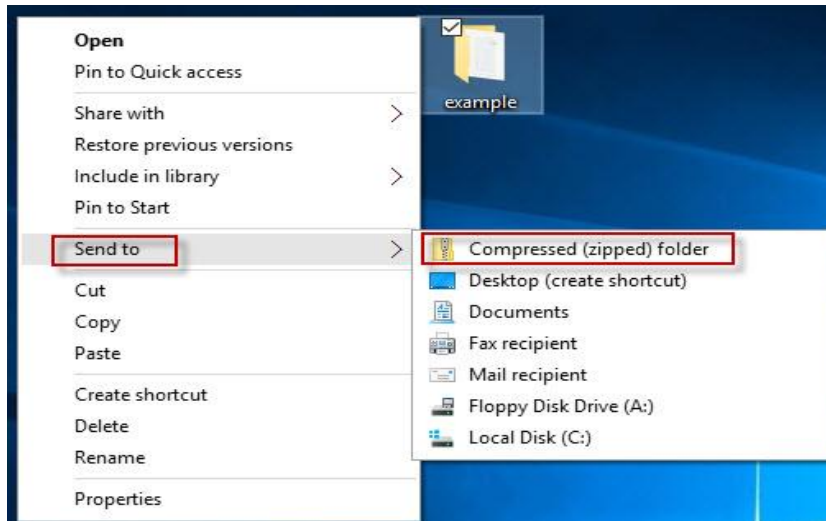 Open
Pin to Quick access
Share with
Restore previous versions
Include in library
Pin to Start
Send to
Cut
Copy
Paste
Create shortcut
Delete
Rename
Properties
example
Compressed (zipped) folder
Desktop (create shortcut)
Documents
Fax recipient
Mail recipient
Floppy Disk Drive (A:)
Local Disk (C:)